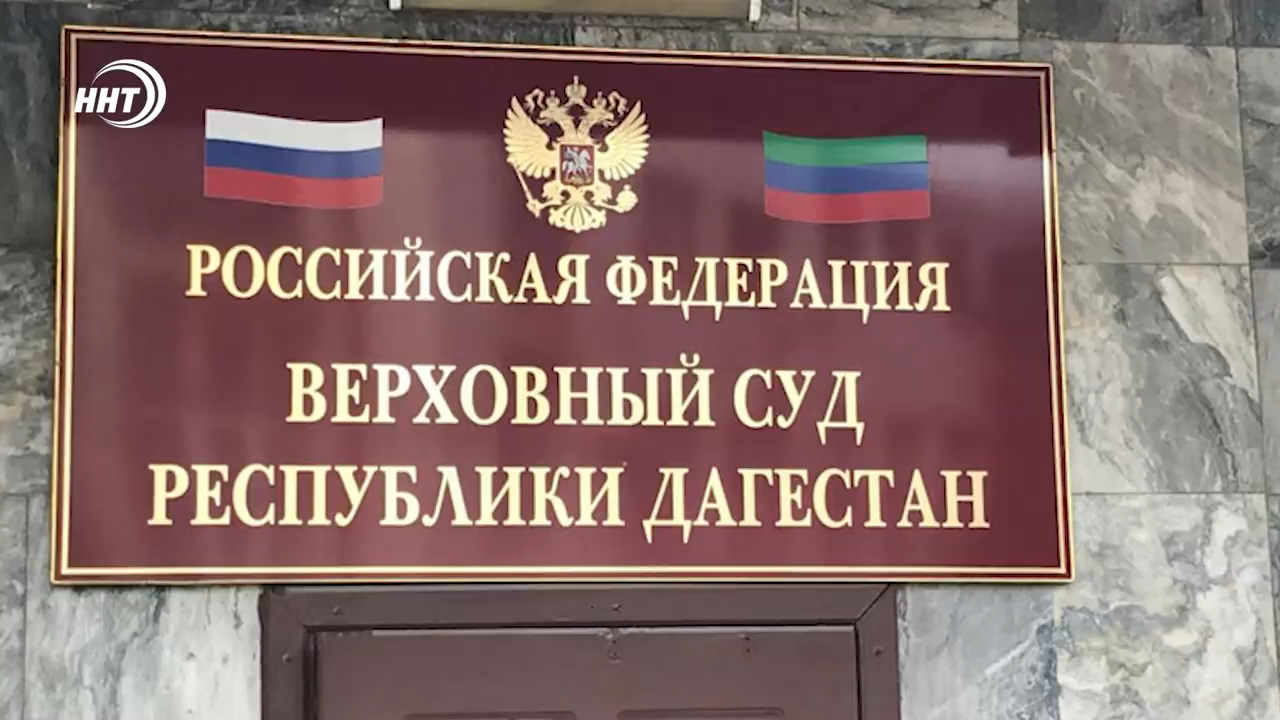 ННТ
РОССИЙСКАЯ ФЕДЕРАЦИЯ
ВЕРХОВНЫЙ СУД
РЕСПУБЛИКИ ДАГЕСТАН